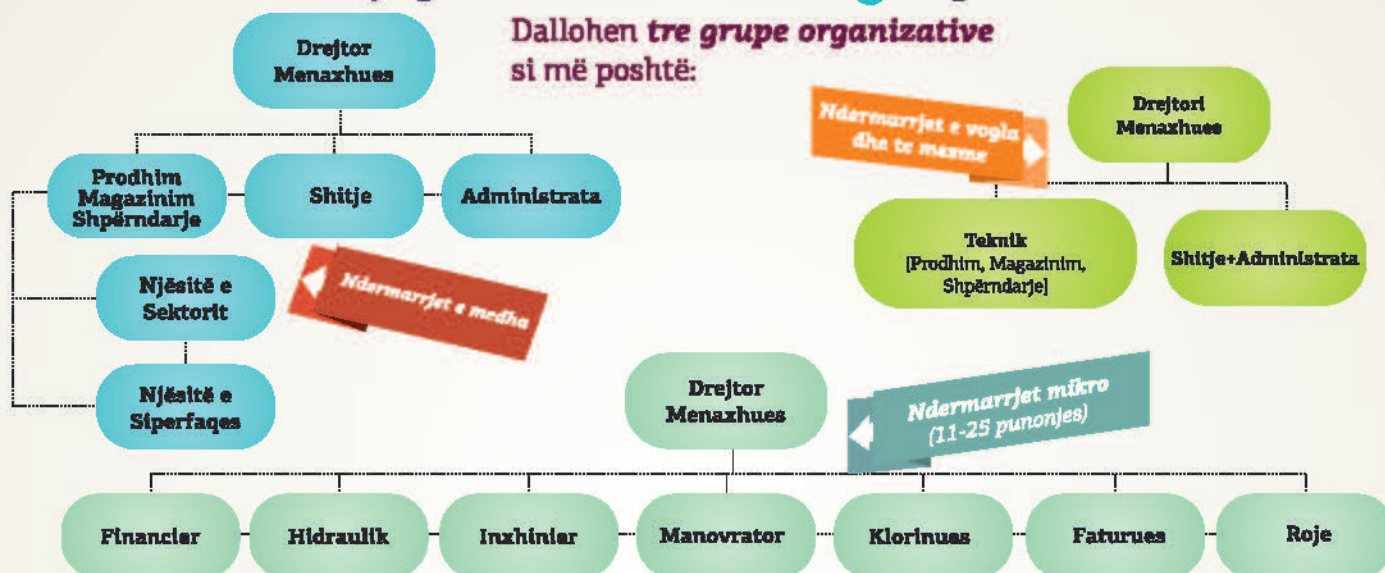 Dallohen tre grupe organizative
si më poshtë:
Drejtor
Menaxhues
Prodhim
Magazinim
Shpërndarje
Shitje
Administrata
Njësitë e
Sektorit
Njësitë e
Siperfaqes
Ndermarrjet e medha
Ndermarrjet e vogla
dhe te mesme
Drejtori
Menaxhues
Teknik
[Prodhim, Magazinim,
Shpërndarje]
Shitje+Administrata
Drejtor
Menaxhues
Ndermarrjet mikro
(11-25 punonjes)
Financier
Hidraulik
Inxhinier
Manovrator
Klorinues
Faturues
Roje